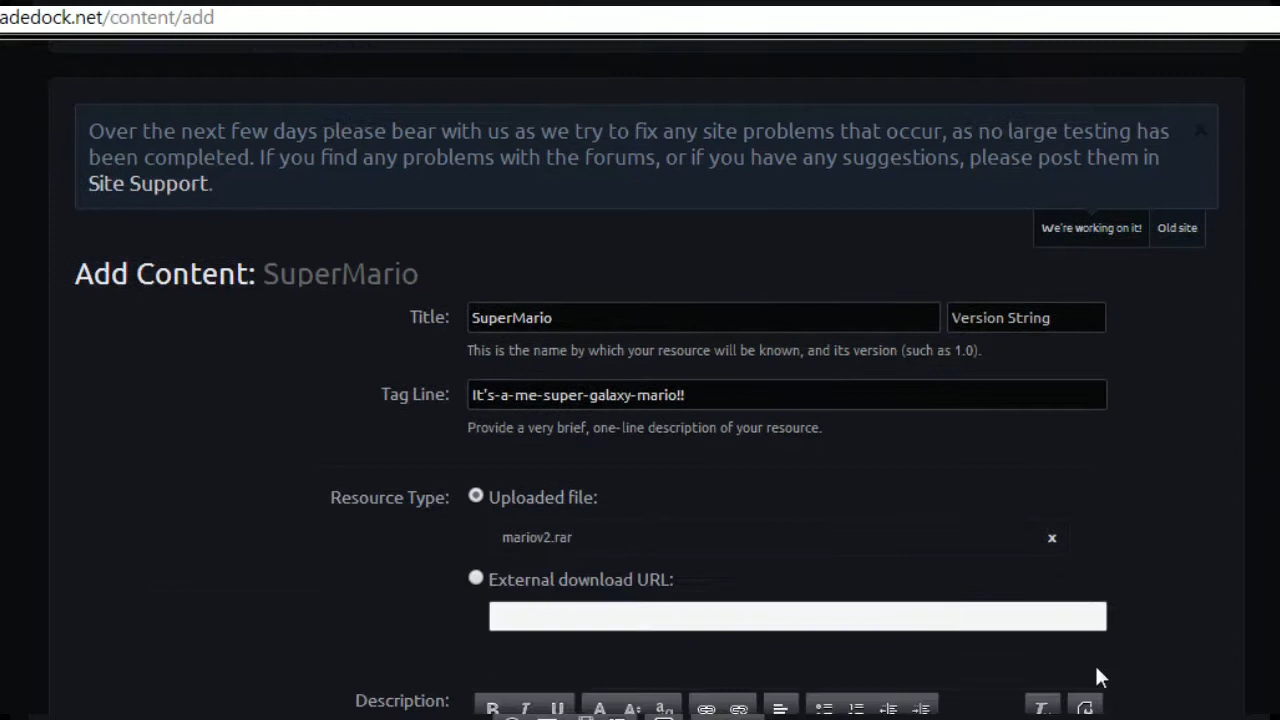 adedock.net/content/add
Over the next few days please bear with us as we try to fix any site problems that occur, as no large testing has
been completed. If you find any problems with the forums, or if you have any suggestions, please post them in
Site Support.
We're working on it! Old site
Add Content: SuperMario
Title: SuperMario Version String
This is the name by which your resource will be known, and its version (such as 1.0).
Tag Line: It's-a-me-super-galaxy-mario!!
Provide a very brief, one-line description of your resource.
Resource Type: Uploaded file:
mariov2.rar x
External download URL:
Description: B I U A A a